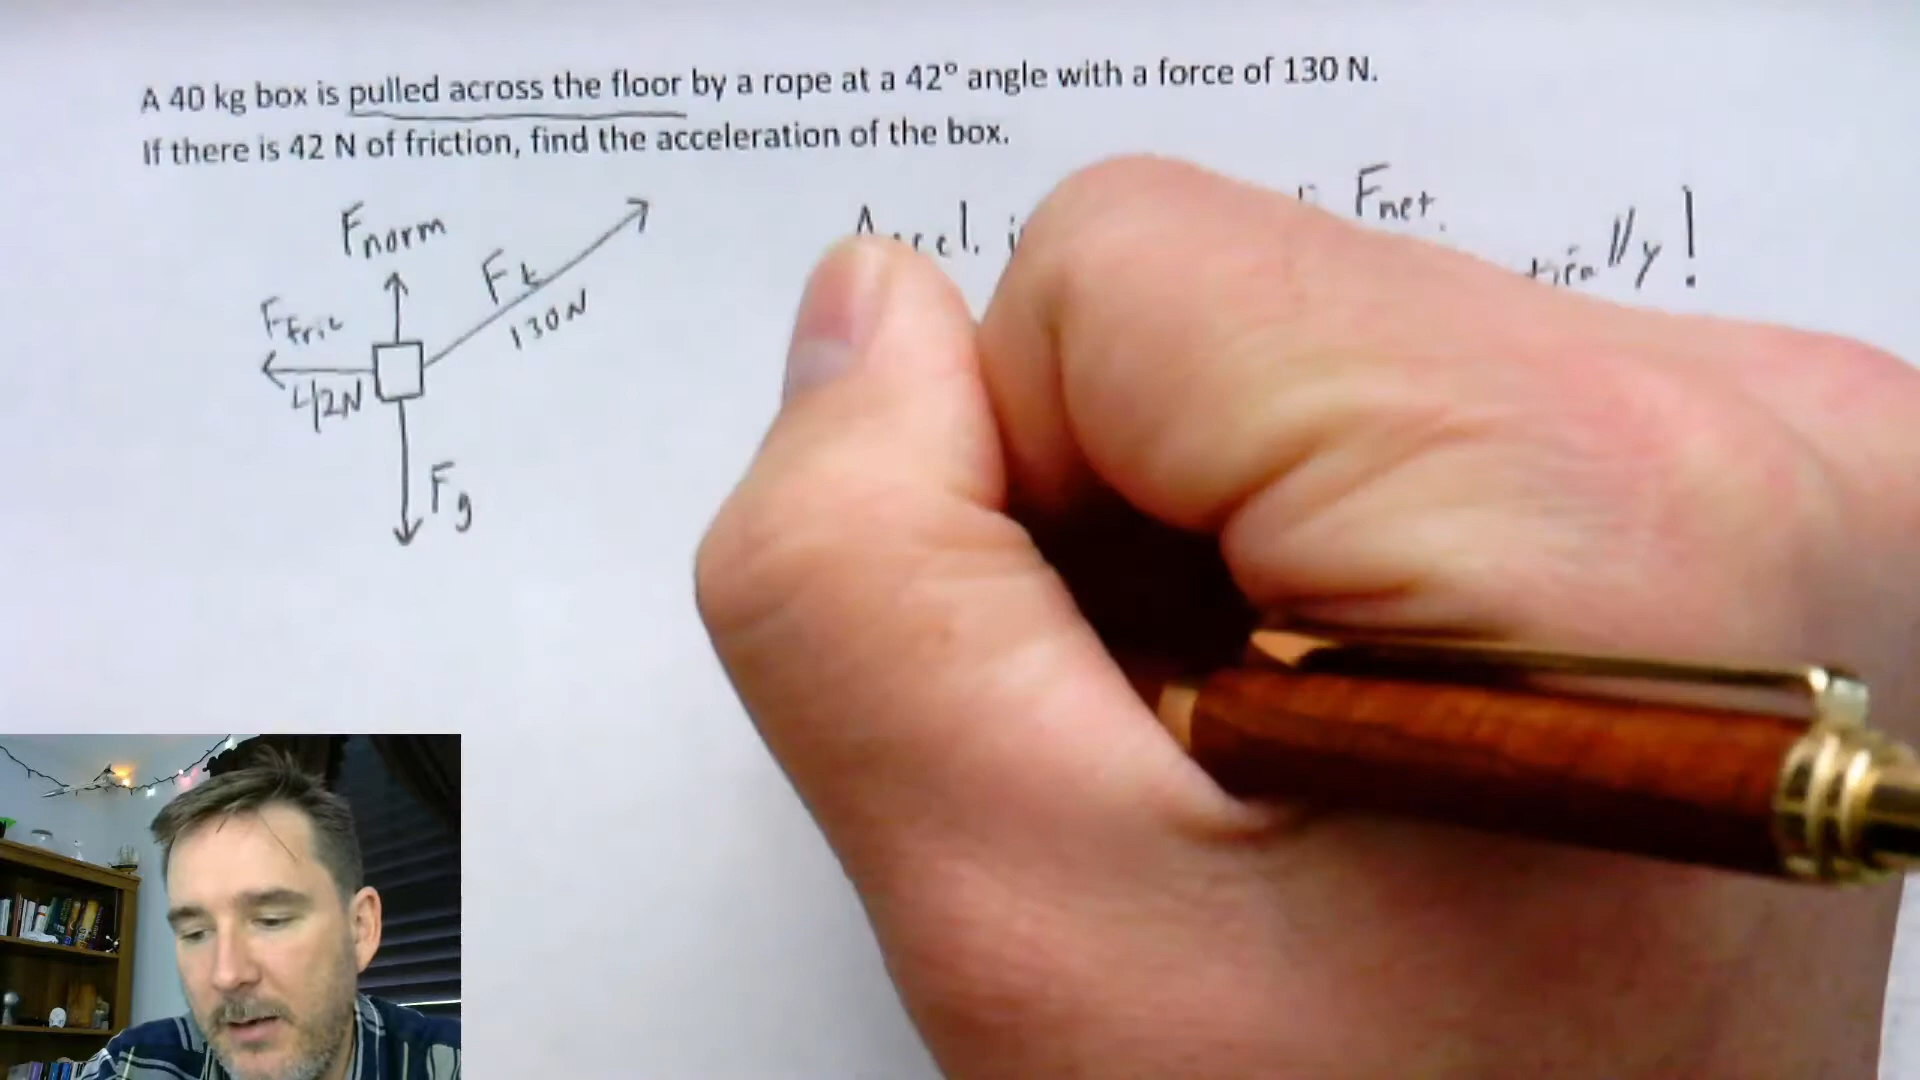 A 40 kg box is pulled across the floor by a rope at a 42° angle with a force of 130 N.
If there is 42 N of friction, find the acceleration of the box.
Fnorm
Ft
130N
FFric
42N
Fg
Accel.
Fnet